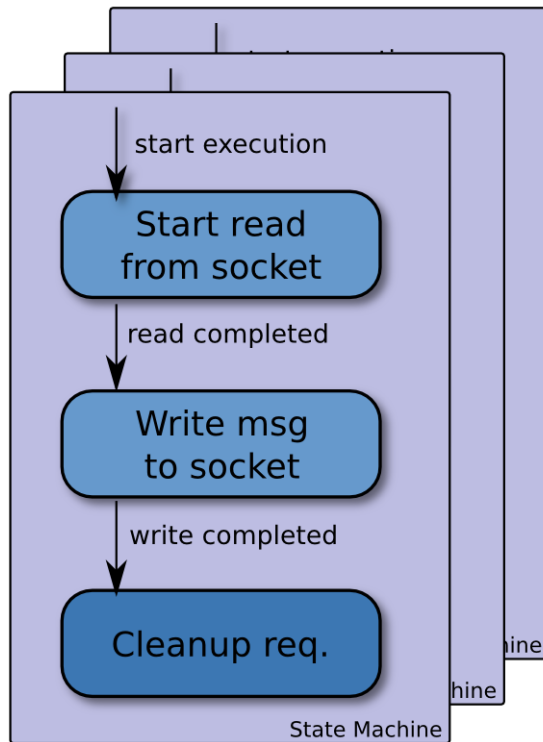 start execution
Start read
from socket
read completed
Write msg
to socket
write completed
Cleanup req.
State Machine